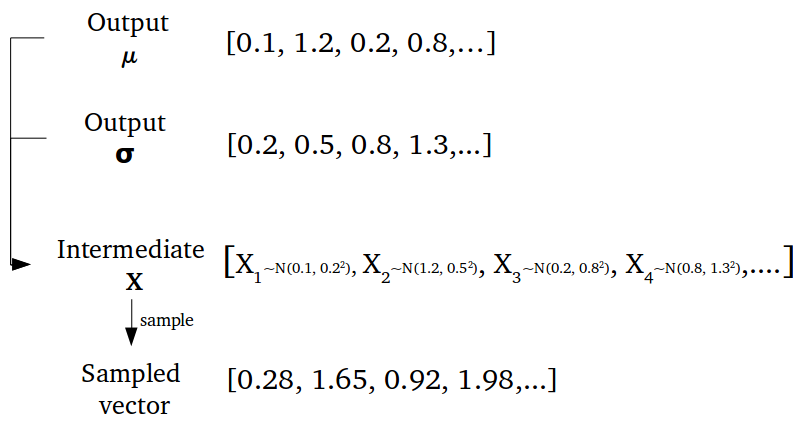 Output
μ
[0.1, 1.2, 0.2, 0.8,...]
Output
σ
[0.2, 0.5, 0.8, 1.3,...]
Intermediate
X
[X₁~N(0.1, 0.2²), X₂~N(1.2, 0.5²), X₃~N(0.2, 0.8²), X₄~N(0.8, 1.3²),....]
sample
Sampled
vector
[0.28, 1.65, 0.92, 1.98,...]